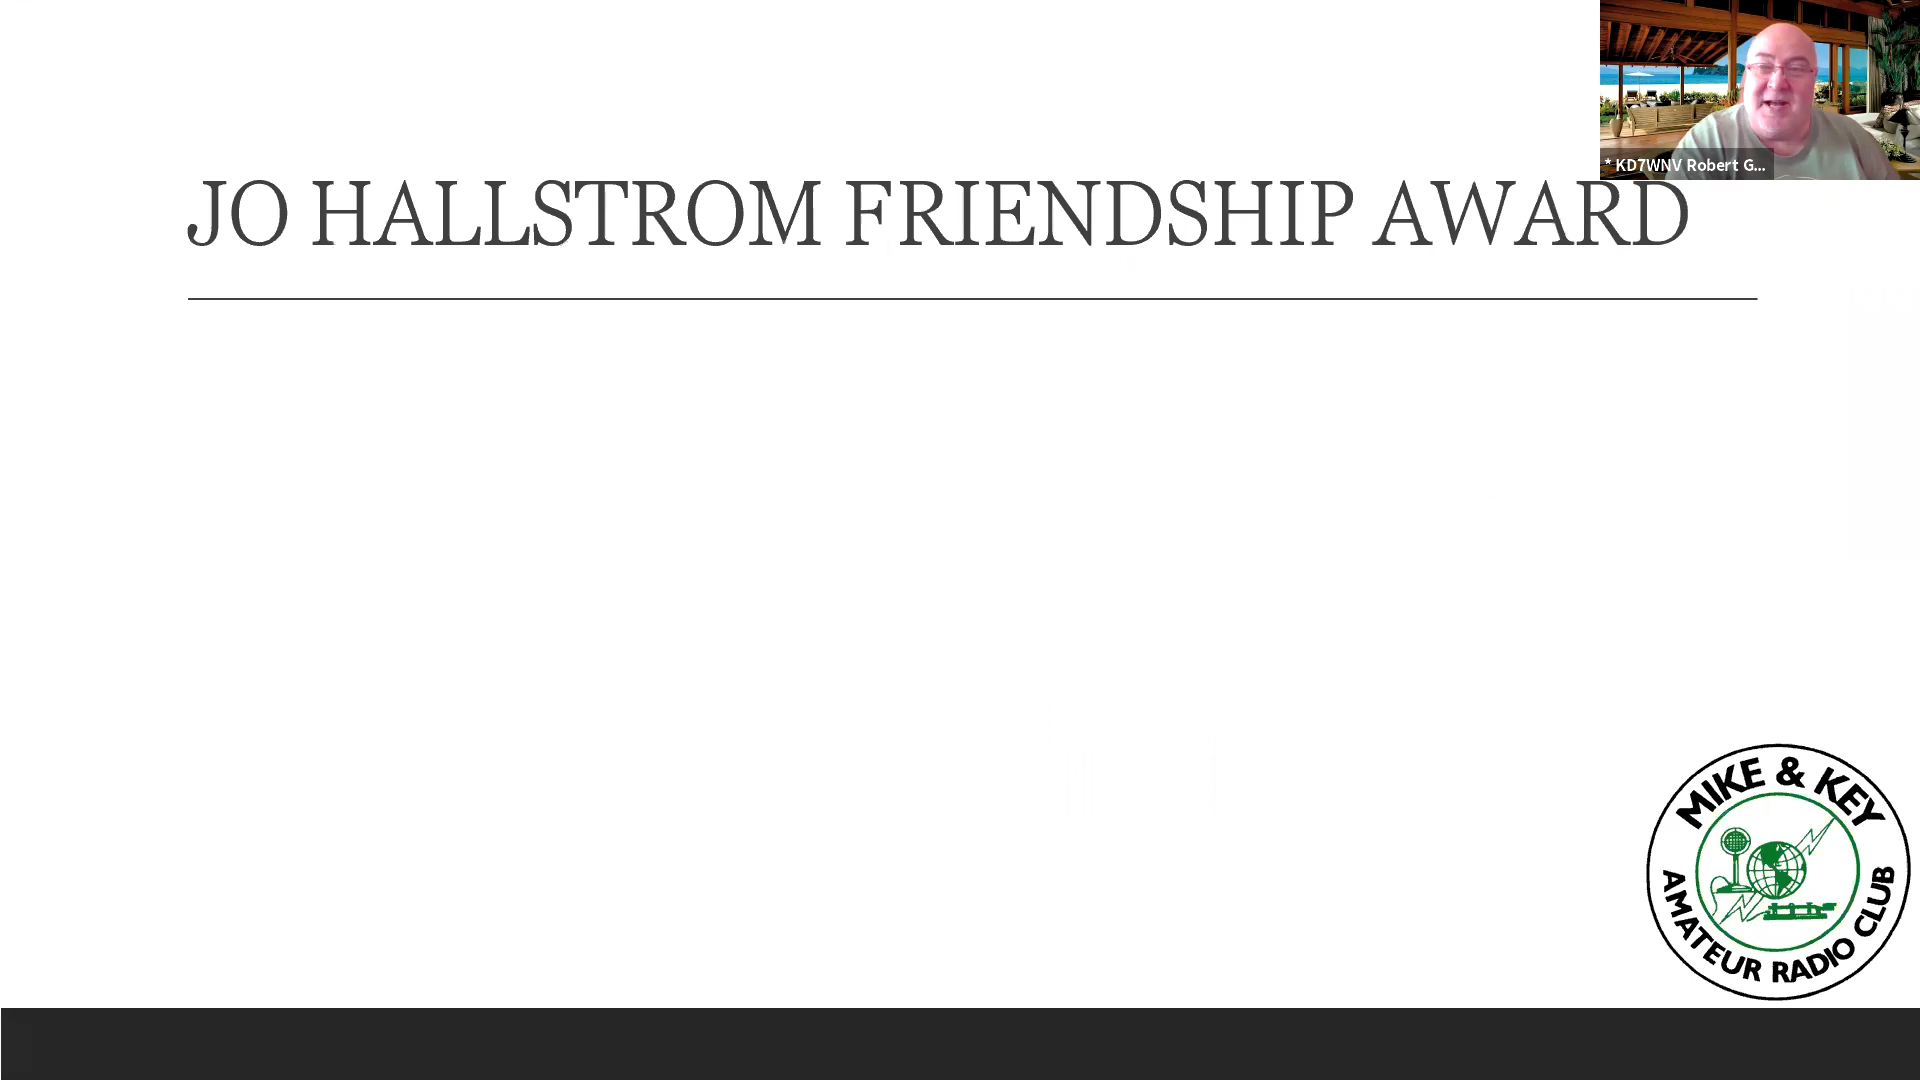 * KD7WNV Robert G...
JO HALLSTROM FRIENDSHIP AWARD
MIKE & KEY
AMATEUR RADIO CLUB